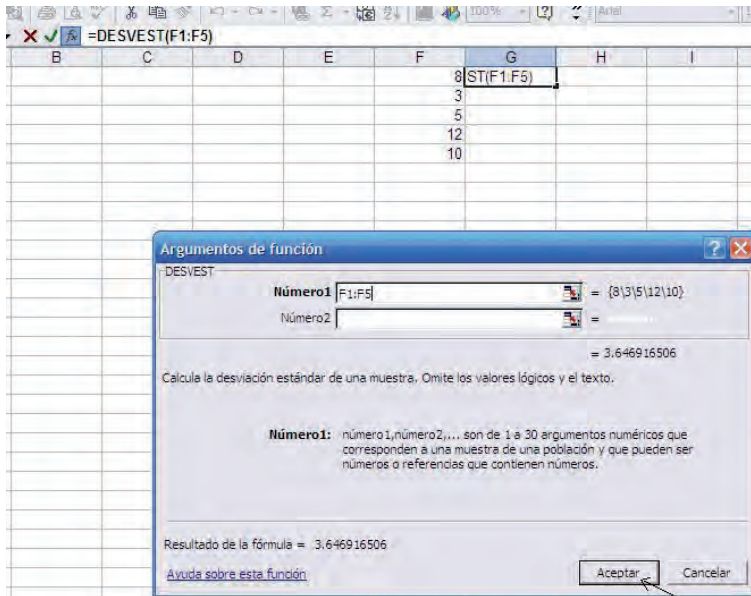 100%
Arial
=DESVEST(F1:F5)
B C D E F G H I
8 ST(F1:F5)
3
5
12
10
Argumentos de función
DESVEST
Número1 F1:F5 = {8\3\5\12\10}
Número2 =
= 3.646916506
Calcula la desviación estándar de una muestra. Omite los valores lógicos y el texto.
Número1: número1,número2,... son de 1 a 30 argumentos numéricos que
corresponden a una muestra de una población y que pueden ser
números o referencias que contienen números.
Resultado de la fórmula = 3.646916506
Ayuda sobre esta función
Aceptar Cancelar